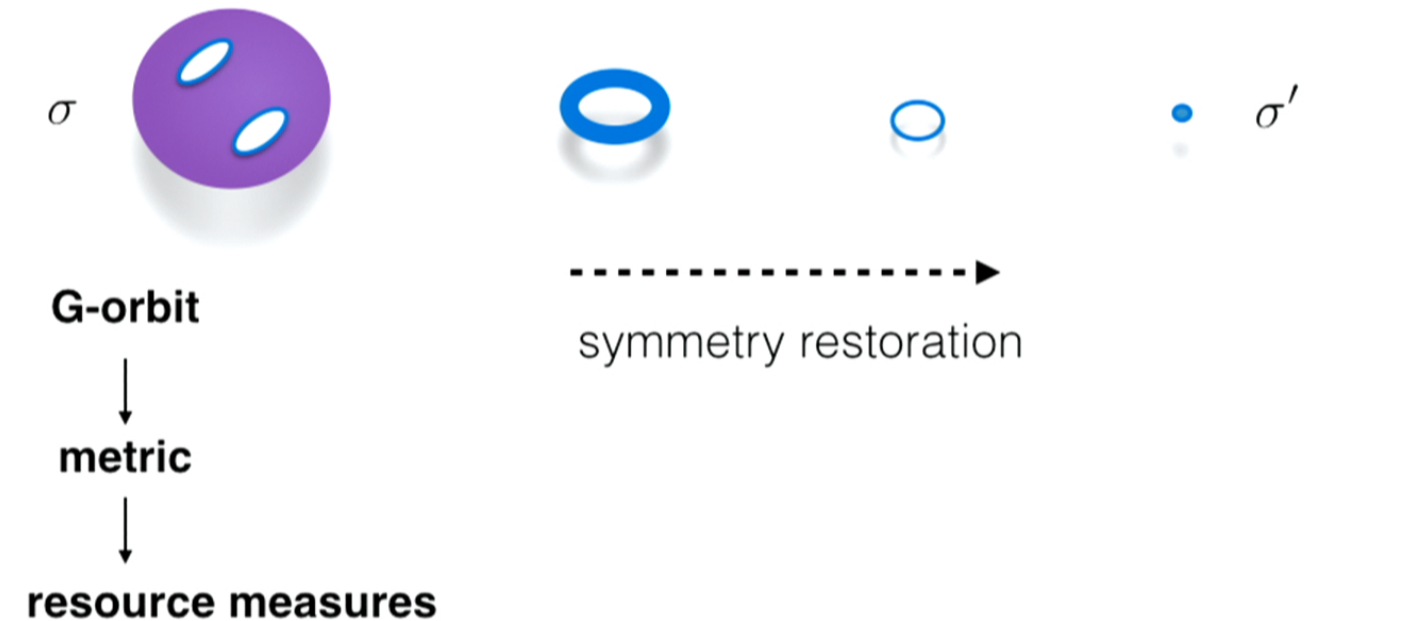 σ
σ′
symmetry restoration
G-orbit
metric
resource measures